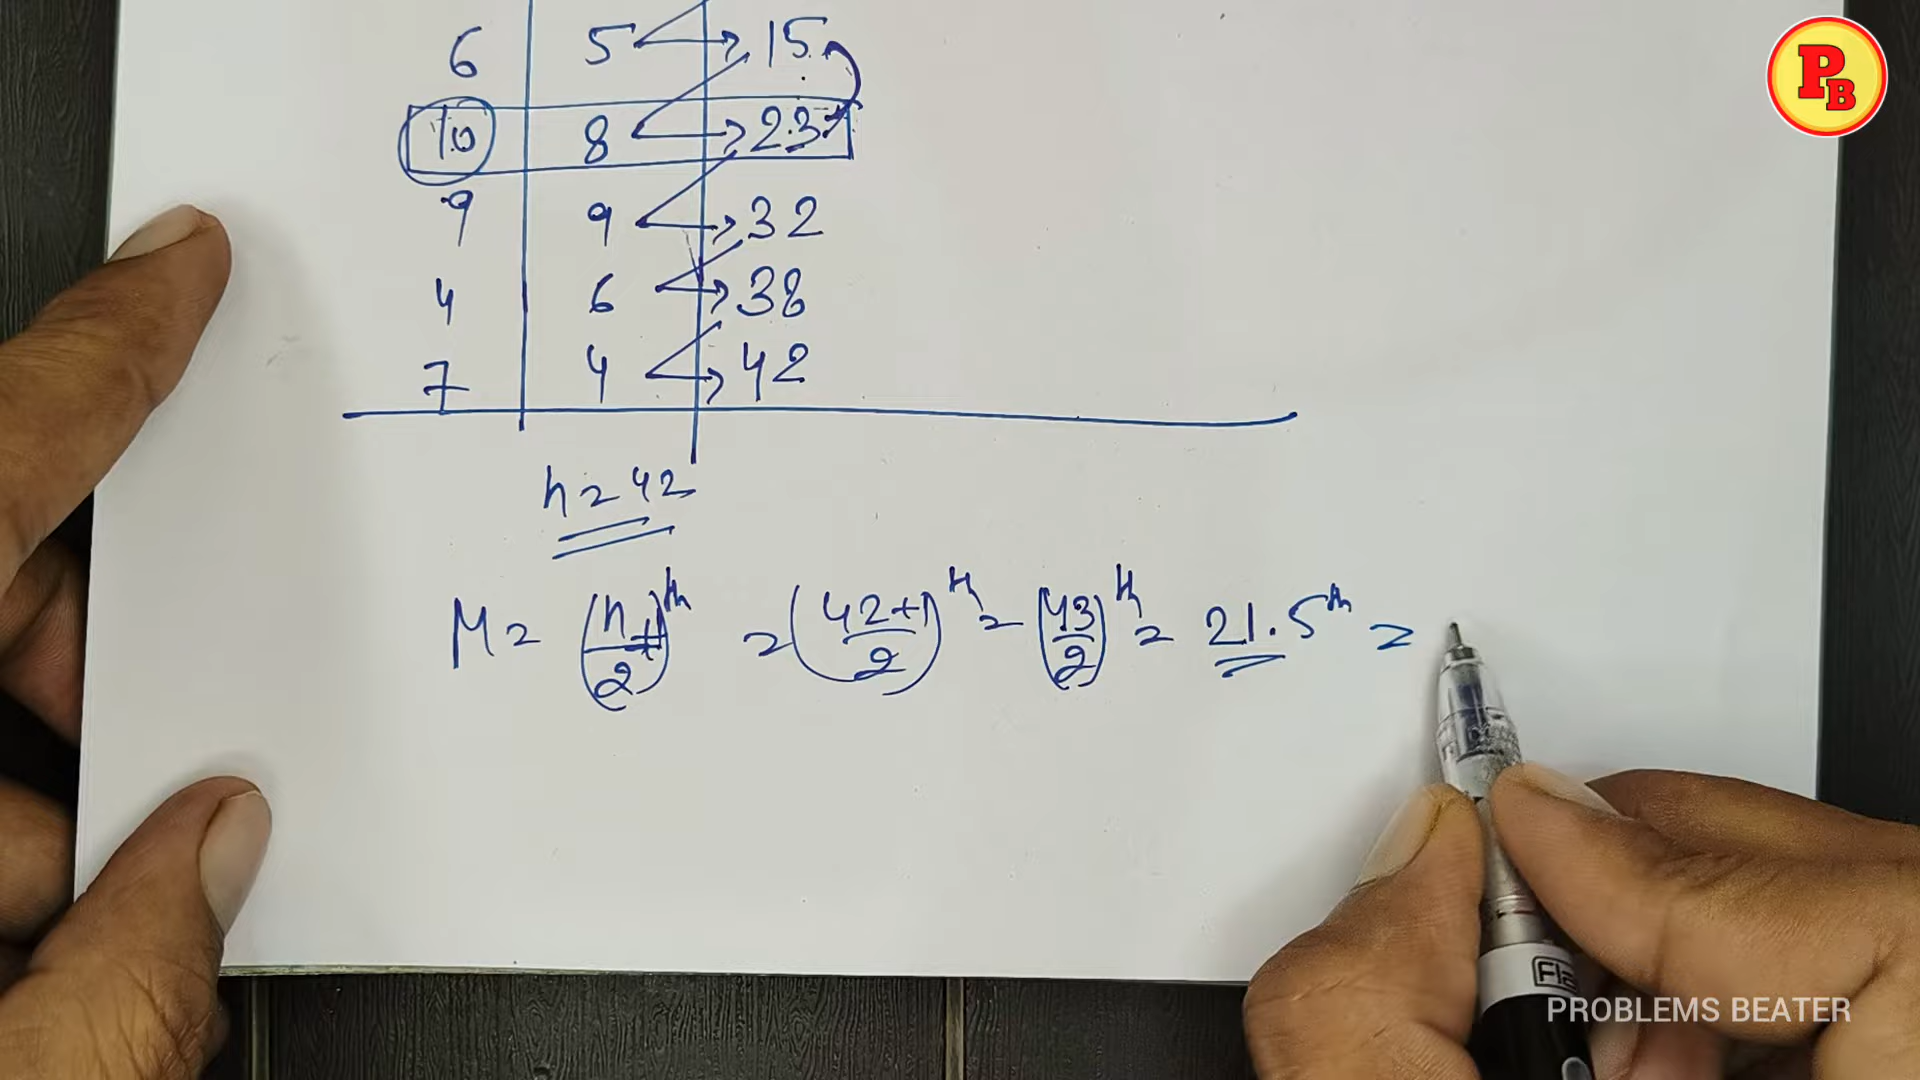 6 5 15
10 8 23
9 9 32
4 6 38
7 4 42
n = 42
M = (n+1/2)th = (42+1/2)th = (43/2)th = 21.5th =
PB
Fla
PROBLEMS BEATER